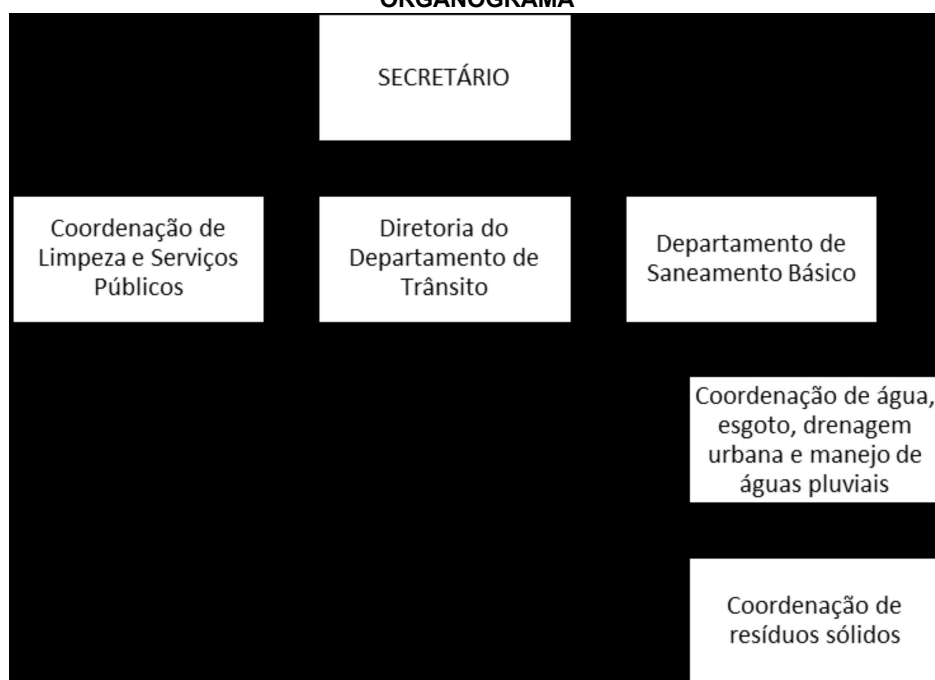 ORGANOGRAMA
SECRETÁRIO
Coordenação de
Limpeza e Serviços
Públicos
Diretoria do
Departamento de
Trânsito
Departamento de
Saneamento Básico
Coordenação de água,
esgoto, drenagem
urbana e manejo de
águas pluviais
Coordenação de
resíduos sólidos